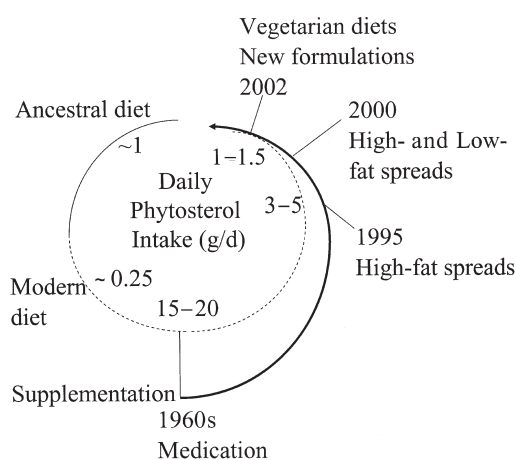 Vegetarian diets
New formulations
2002
Ancestral diet
~1
2000
High- and Low-
fat spreads
1–1.5
Daily
Phytosterol
Intake (g/d)
3–5
1995
High-fat spreads
~ 0.25
Modern
diet
15–20
Supplementation
1960s
Medication